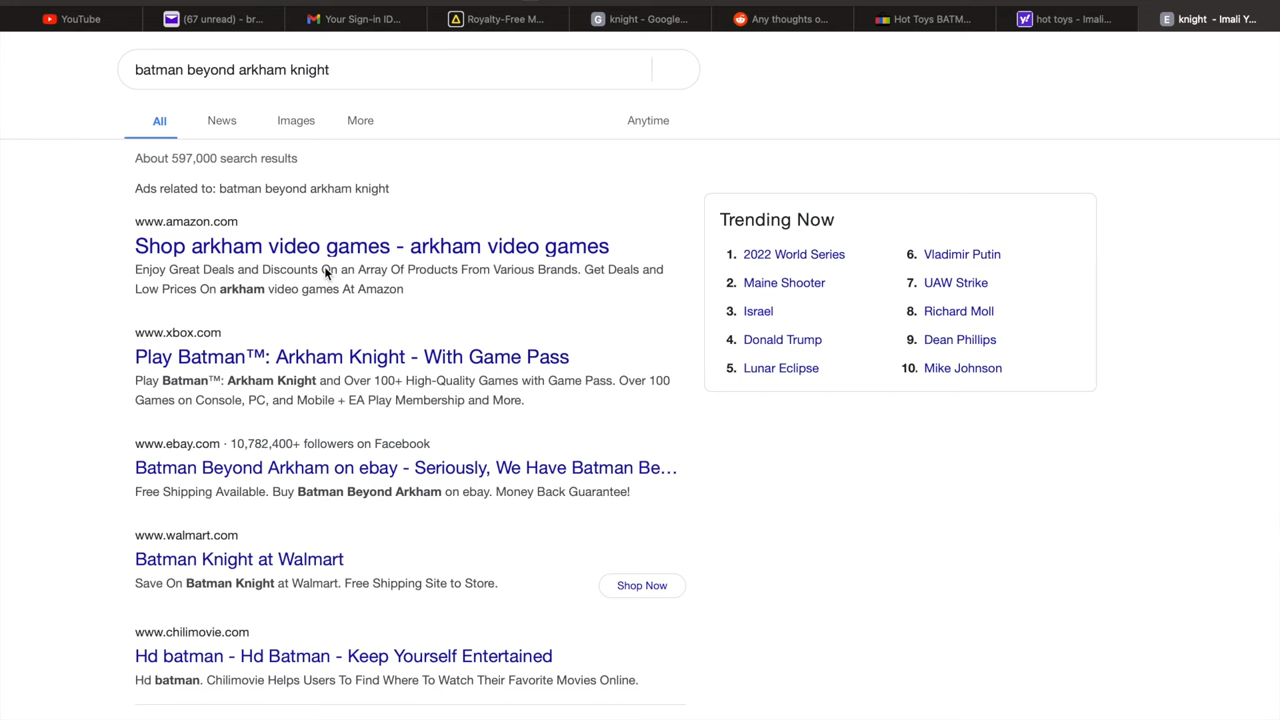 YouTube
(67 unread) - br...
Your Sign-in ID...
Royalty-Free M...
knight - Google...
Any thoughts o...
Hot Toys BATM...
hot toys - Imali...
knight - Imali Y...
batman beyond arkham knight
All
News
Images
More
Anytime
About 597,000 search results
Ads related to: batman beyond arkham knight
www.amazon.com
Shop arkham video games - arkham video games
Enjoy Great Deals and Discounts On an Array Of Products From Various Brands. Get Deals and
Low Prices On arkham video games At Amazon
www.xbox.com
Play Batman™: Arkham Knight - With Game Pass
Play Batman™: Arkham Knight and Over 100+ High-Quality Games with Game Pass. Over 100
Games on Console, PC, and Mobile + EA Play Membership and More.
www.ebay.com · 10,782,400+ followers on Facebook
Batman Beyond Arkham on ebay - Seriously, We Have Batman Be...
Free Shipping Available. Buy Batman Beyond Arkham on ebay. Money Back Guarantee!
www.walmart.com
Batman Knight at Walmart
Save On Batman Knight at Walmart. Free Shipping Site to Store.
Shop Now
www.chilimovie.com
Hd batman - Hd Batman - Keep Yourself Entertained
Hd batman. Chilimovie Helps Users To Find Where To Watch Their Favorite Movies Online.
Trending Now
1. 2022 World Series
2. Maine Shooter
3. Israel
4. Donald Trump
5. Lunar Eclipse
6. Vladimir Putin
7. UAW Strike
8. Richard Moll
9. Dean Phillips
10. Mike Johnson